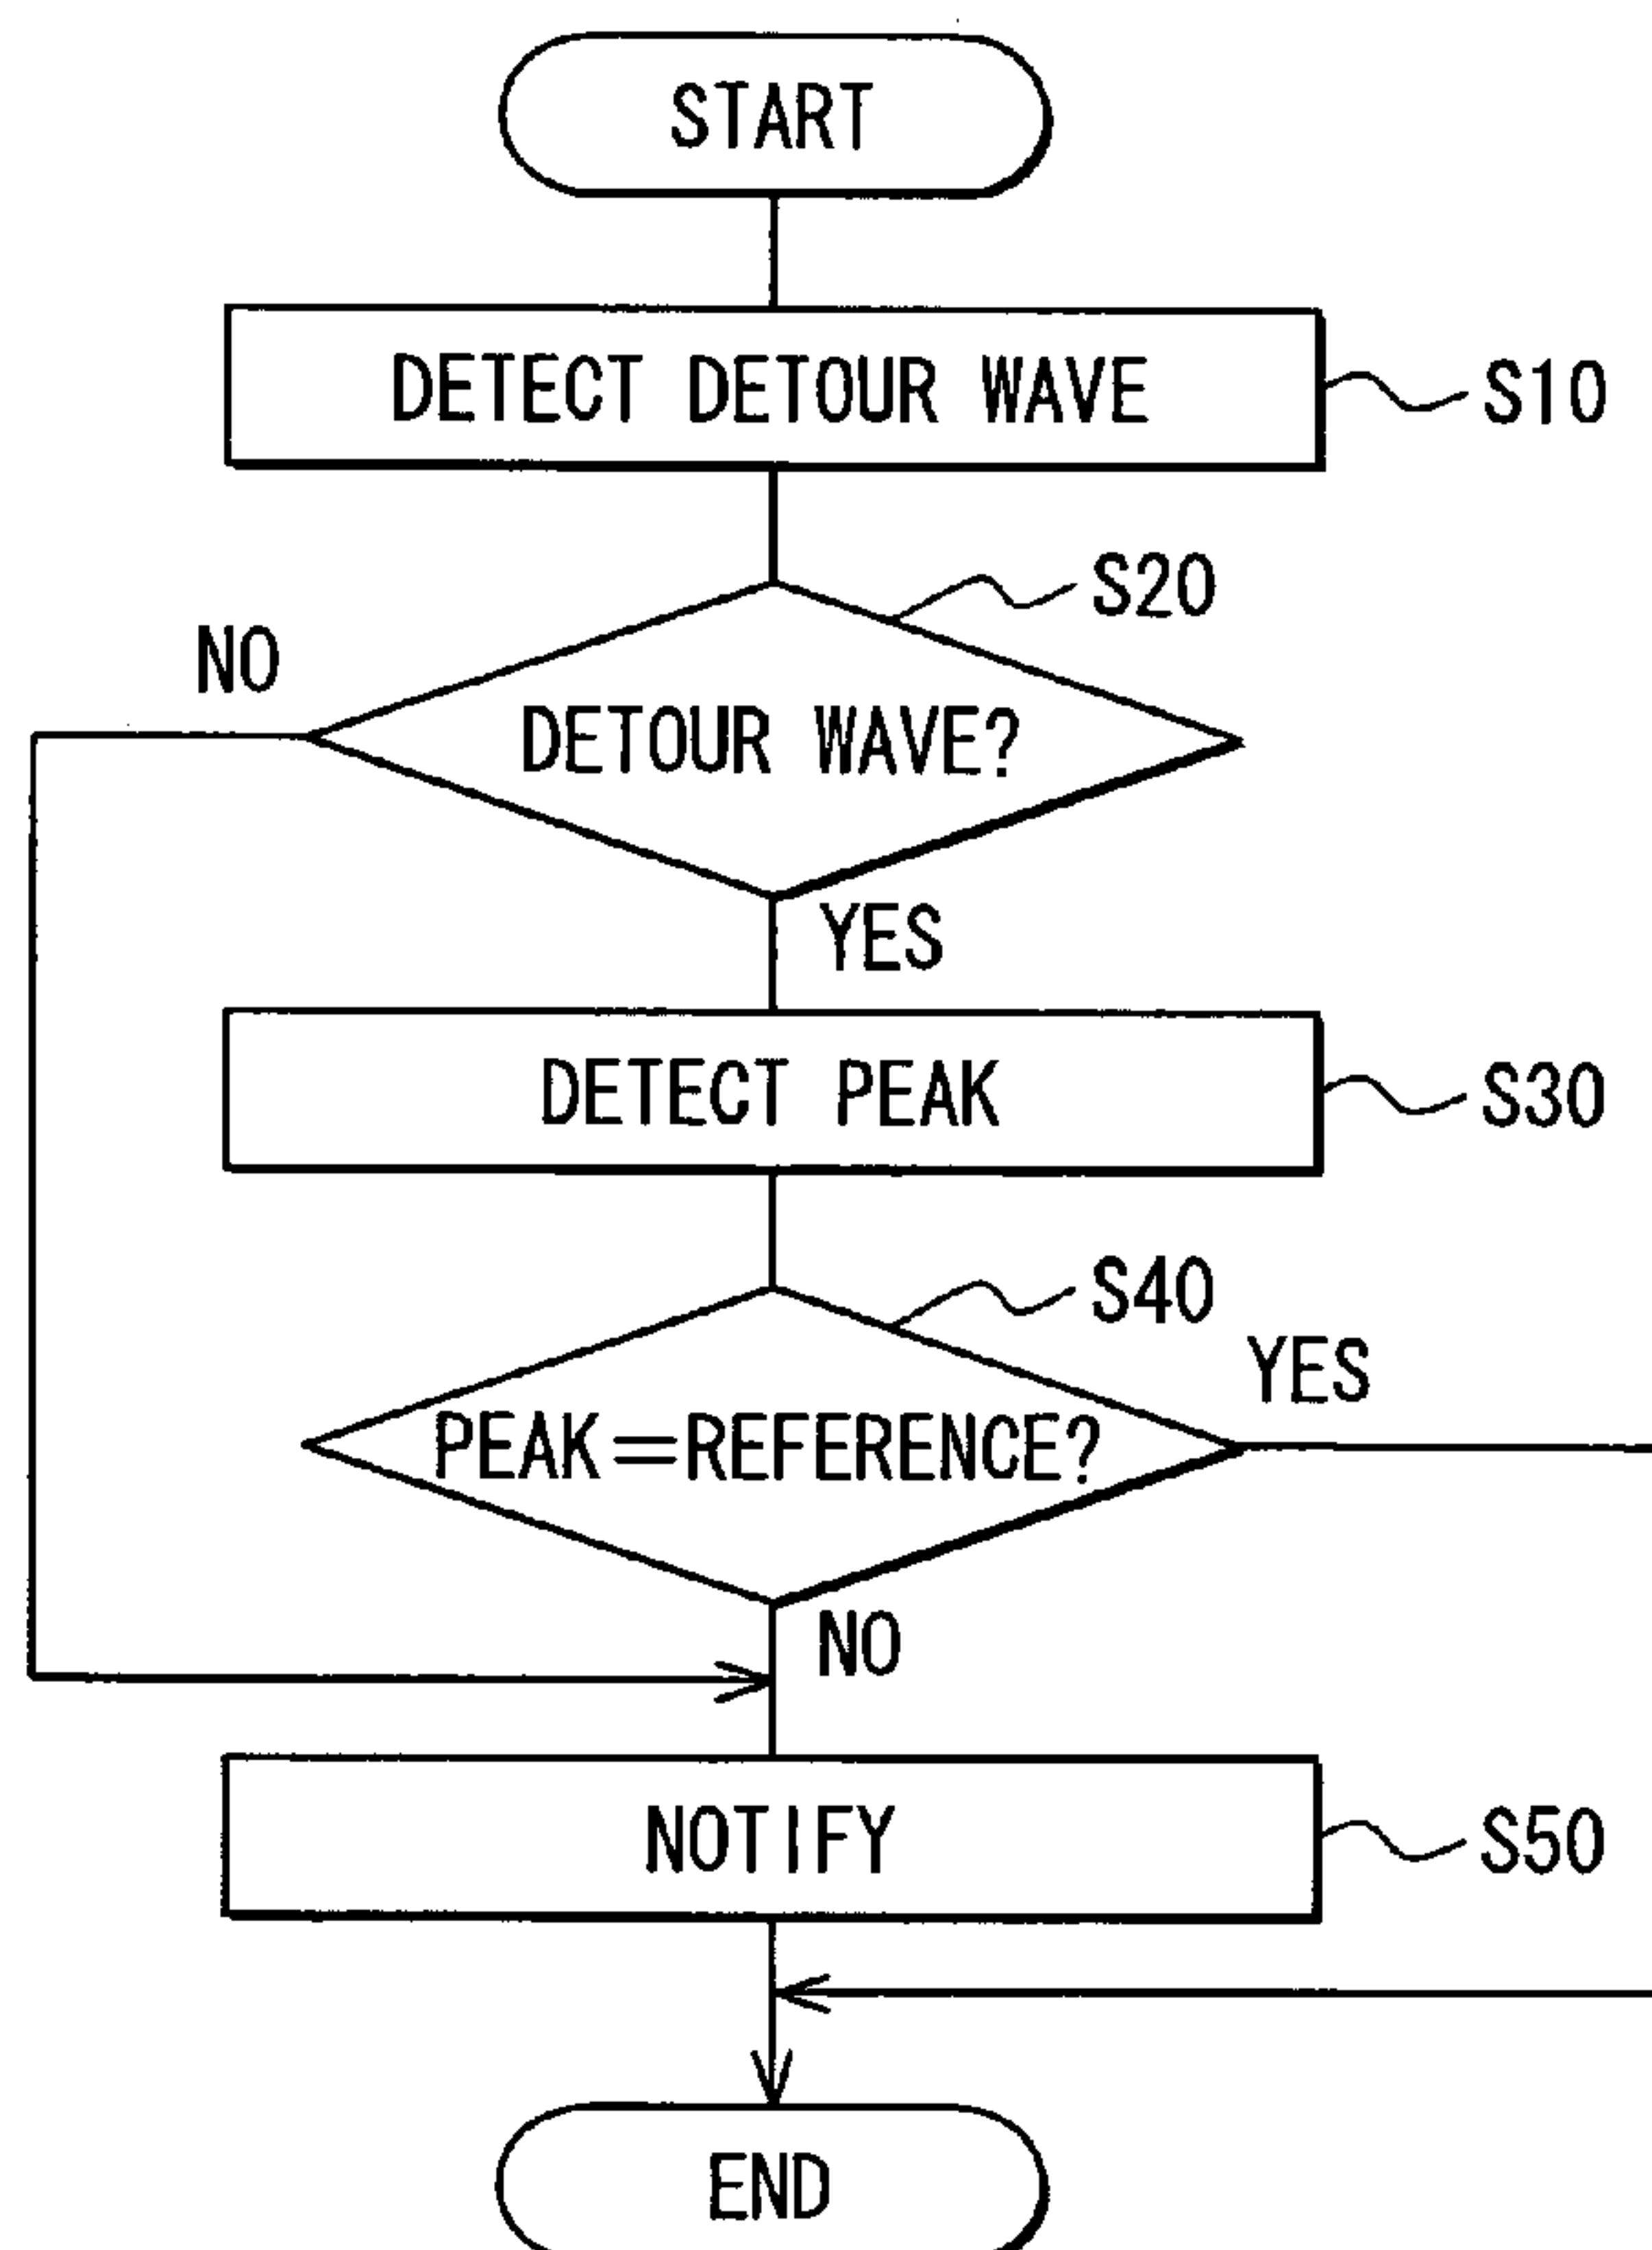 START
DETECT DETOUR WAVE
S10
S20
NO
DETOUR WAVE?
YES
DETECT PEAK
S30
S40
YES
PEAK=REFERENCE?
NO
NOTIFY
S50
END